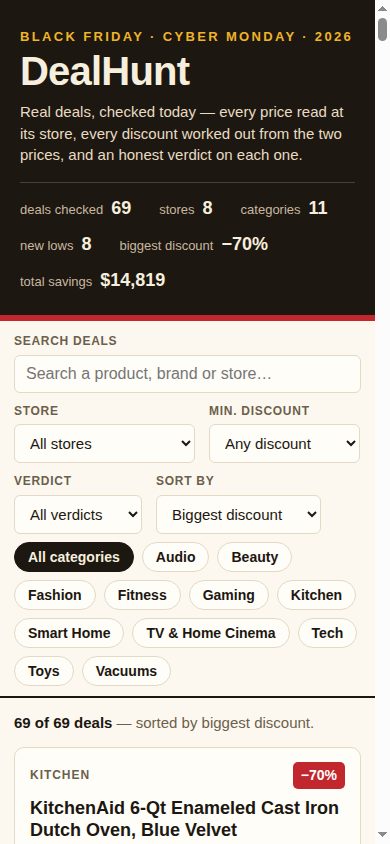 BLACK FRIDAY · CYBER MONDAY · 2026
DealHunt
Real deals, checked today — every price read at
its store, every discount worked out from the two
prices, and an honest verdict on each one.
deals checked 69 stores 8 categories 11
new lows 8 biggest discount −70%
total savings $14,819
SEARCH DEALS
Search a product, brand or store…
STORE MIN. DISCOUNT
All stores Any discount
VERDICT SORT BY
All verdicts Biggest discount
All categories Audio Beauty
Fashion Fitness Gaming Kitchen
Smart Home TV & Home Cinema Tech
Toys Vacuums
69 of 69 deals — sorted by biggest discount.
KITCHEN −70%
KitchenAid 6-Qt Enameled Cast Iron
Dutch Oven, Blue Velvet